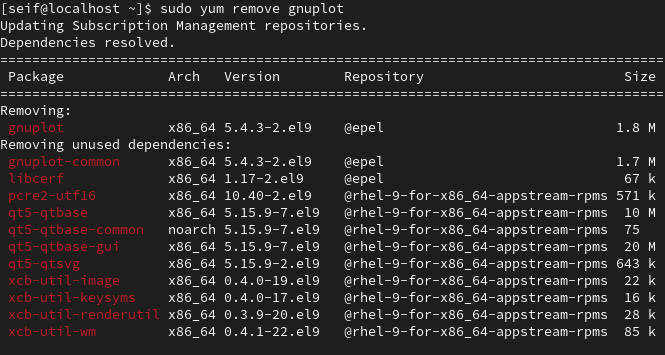 [seif@localhost ~]$ sudo yum remove gnuplot
Updating Subscription Management repositories.
Dependencies resolved.
================================================================================
 Package             Arch   Version        Repository                       Size
================================================================================
Removing:
 gnuplot             x86_64 5.4.3-2.el9    @epel                           1.8 M
Removing unused dependencies:
 gnuplot-common      x86_64 5.4.3-2.el9    @epel                           1.7 M
 libcerf             x86_64 1.17-2.el9     @epel                            67 k
 pcre2-utf16         x86_64 10.40-2.el9    @rhel-9-for-x86_64-appstream-rpms 571 k
 qt5-qtbase          x86_64 5.15.9-7.el9   @rhel-9-for-x86_64-appstream-rpms  10 M
 qt5-qtbase-common   noarch 5.15.9-7.el9   @rhel-9-for-x86_64-appstream-rpms  75
 qt5-qtbase-gui      x86_64 5.15.9-7.el9   @rhel-9-for-x86_64-appstream-rpms  20 M
 qt5-qtsvg           x86_64 5.15.9-2.el9   @rhel-9-for-x86_64-appstream-rpms 643 k
 xcb-util-image      x86_64 0.4.0-19.el9   @rhel-9-for-x86_64-appstream-rpms  22 k
 xcb-util-keysyms    x86_64 0.4.0-17.el9   @rhel-9-for-x86_64-appstream-rpms  16 k
 xcb-util-renderutil x86_64 0.3.9-20.el9   @rhel-9-for-x86_64-appstream-rpms  28 k
 xcb-util-wm         x86_64 0.4.1-22.el9   @rhel-9-for-x86_64-appstream-rpms  85 k